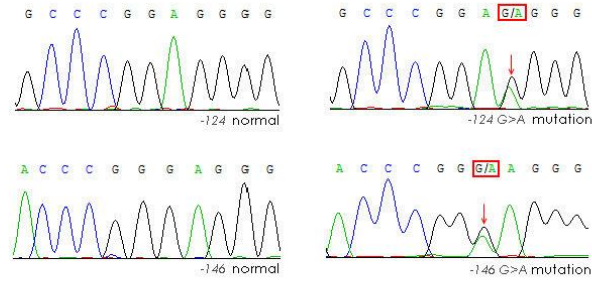 G C C C G G A G G G G
G C C C G G A G/A G G G
-124 normal
-124 G>A mutation
A C C C G G G A G G G
A C C C G G G/A A G G G
-146 normal
-146 G>A mutation